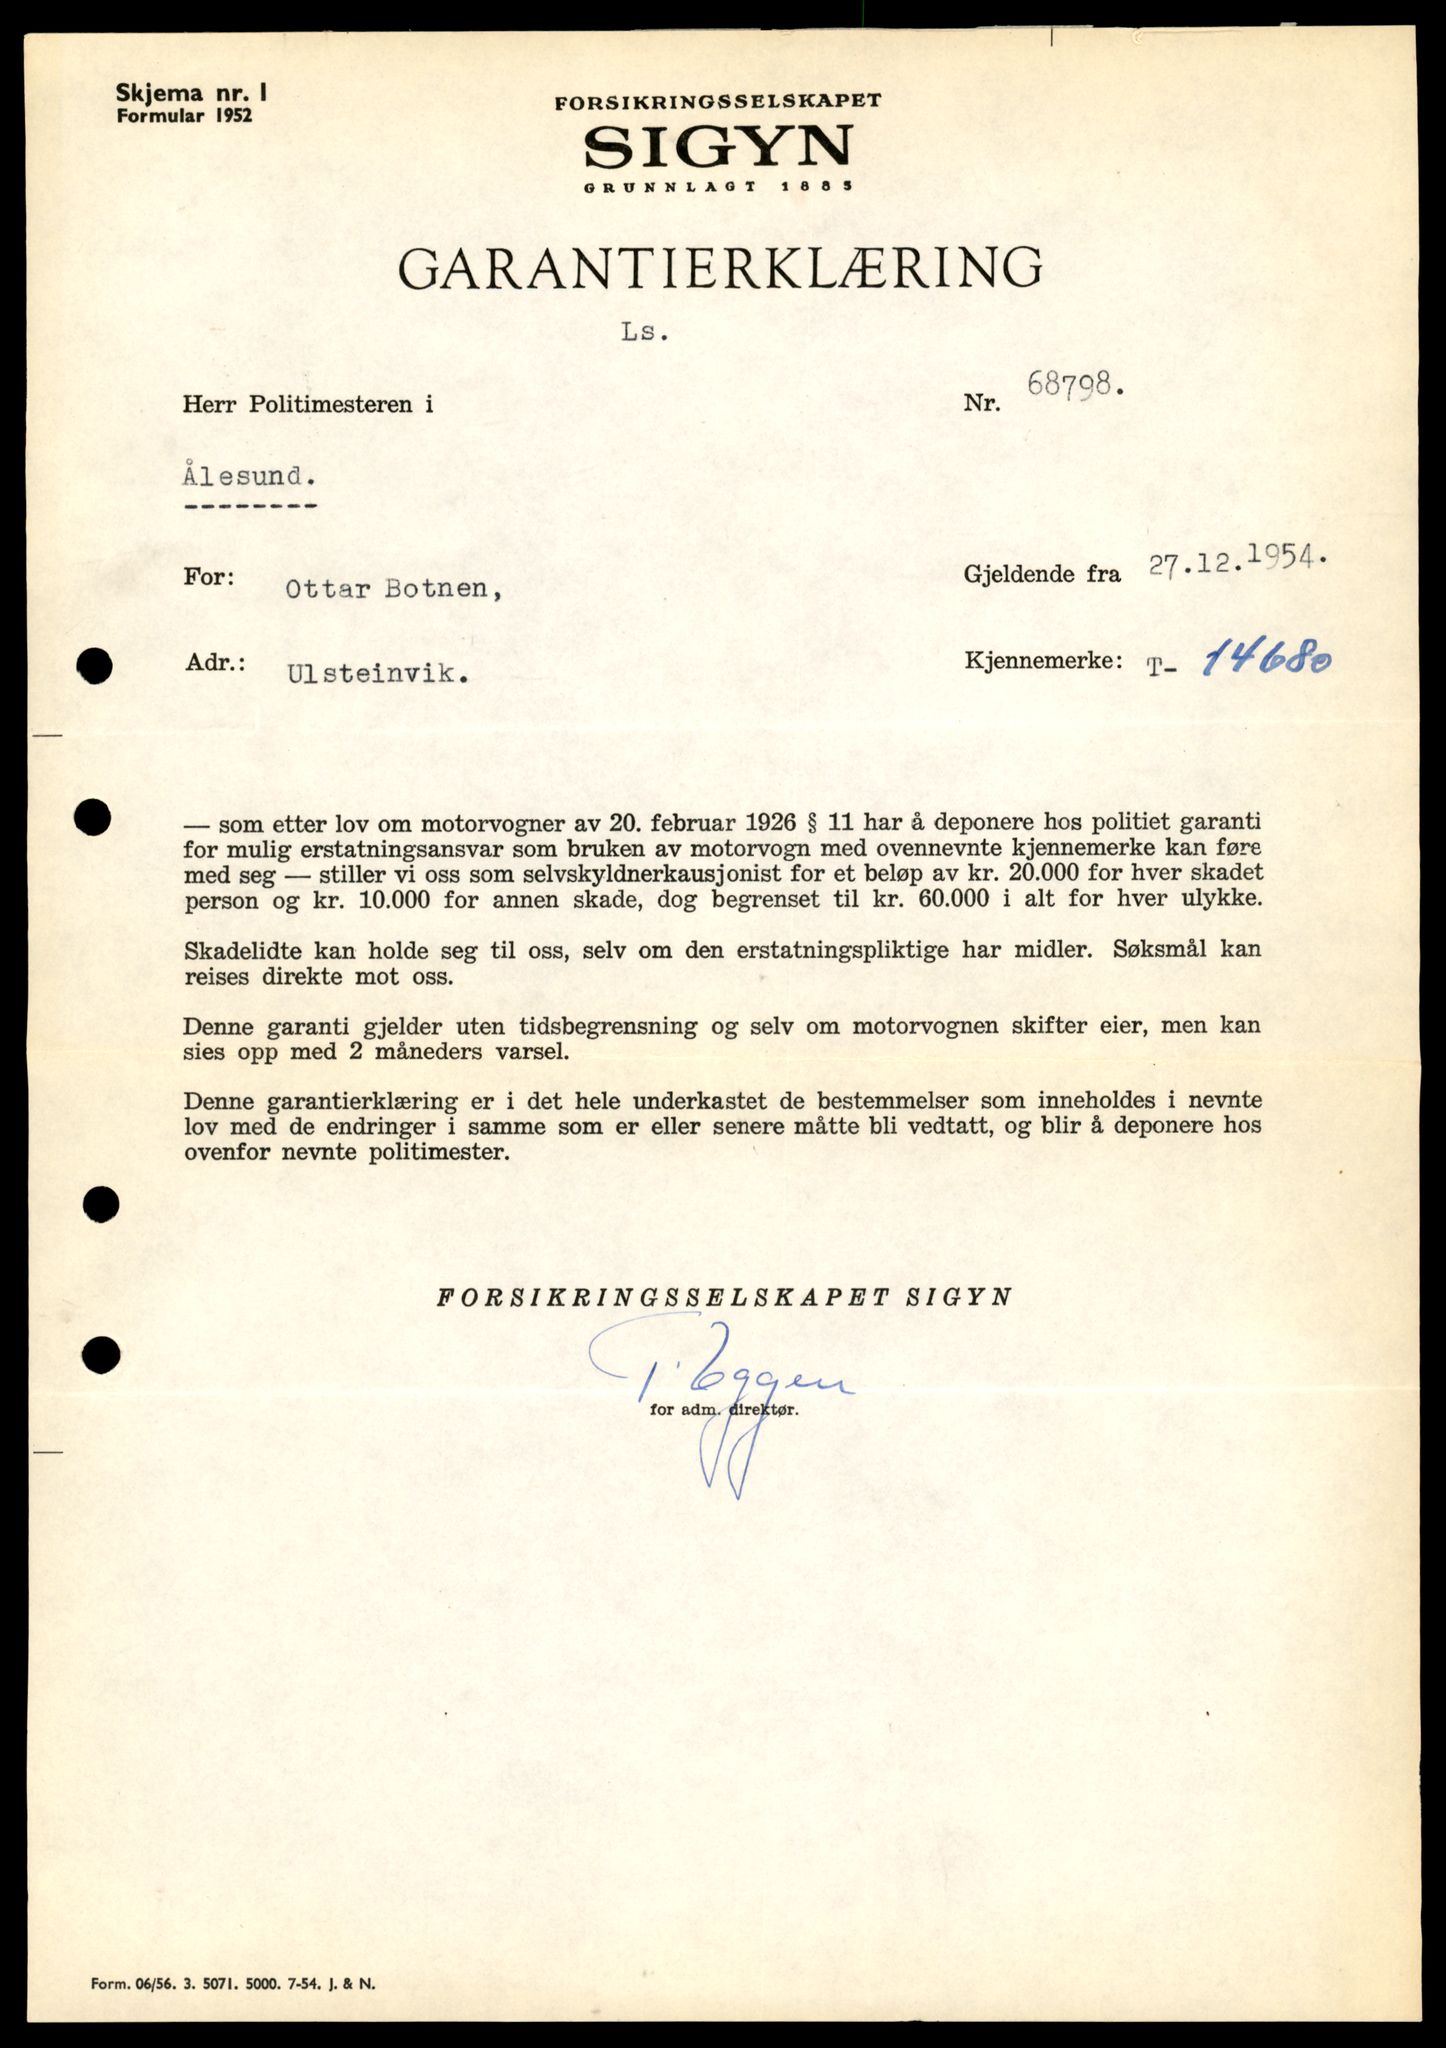 Skjema nr. 1
Formular 1952
FORSIKRINGSSELSKAPET
SIGYN
GRUNNLAGT 1885
GARANTIERKLÆRING
Ls.
Herr Politimesteren i
Nr. 68798.
Ålesund.
--------
For: Ottar Botnen,
Gjeldende fra 27.12.1954.
Adr.: Ulsteinvik.
Kjennemerke: T- 14680
— som etter lov om motorvogner av 20. februar 1926 § 11 har å deponere hos politiet garanti
for mulig erstatningsansvar som bruken av motorvogn med ovennevnte kjennemerke kan føre
med seg — stiller vi oss som selvskyldnerkausjonist for et beløp av kr. 20.000 for hver skadet
person og kr. 10.000 for annen skade, dog begrenset til kr. 60.000 i alt for hver ulykke.
Skadelidte kan holde seg til oss, selv om den erstatningspliktige har midler. Søksmål kan
reises direkte mot oss.
Denne garanti gjelder uten tidsbegrensning og selv om motorvognen skifter eier, men kan
sies opp med 2 måneders varsel.
Denne garantierklæring er i det hele underkastet de bestemmelser som inneholdes i nevnte
lov med de endringer i samme som er eller senere måtte bli vedtatt, og blir å deponere hos
ovenfor nevnte politimester.
FORSIKRINGSSELSKAPET SIGYN
T. Eggen
for adm. direktør.
Form. 06/56. 3. 5071. 5000. 7-54. J. & N.